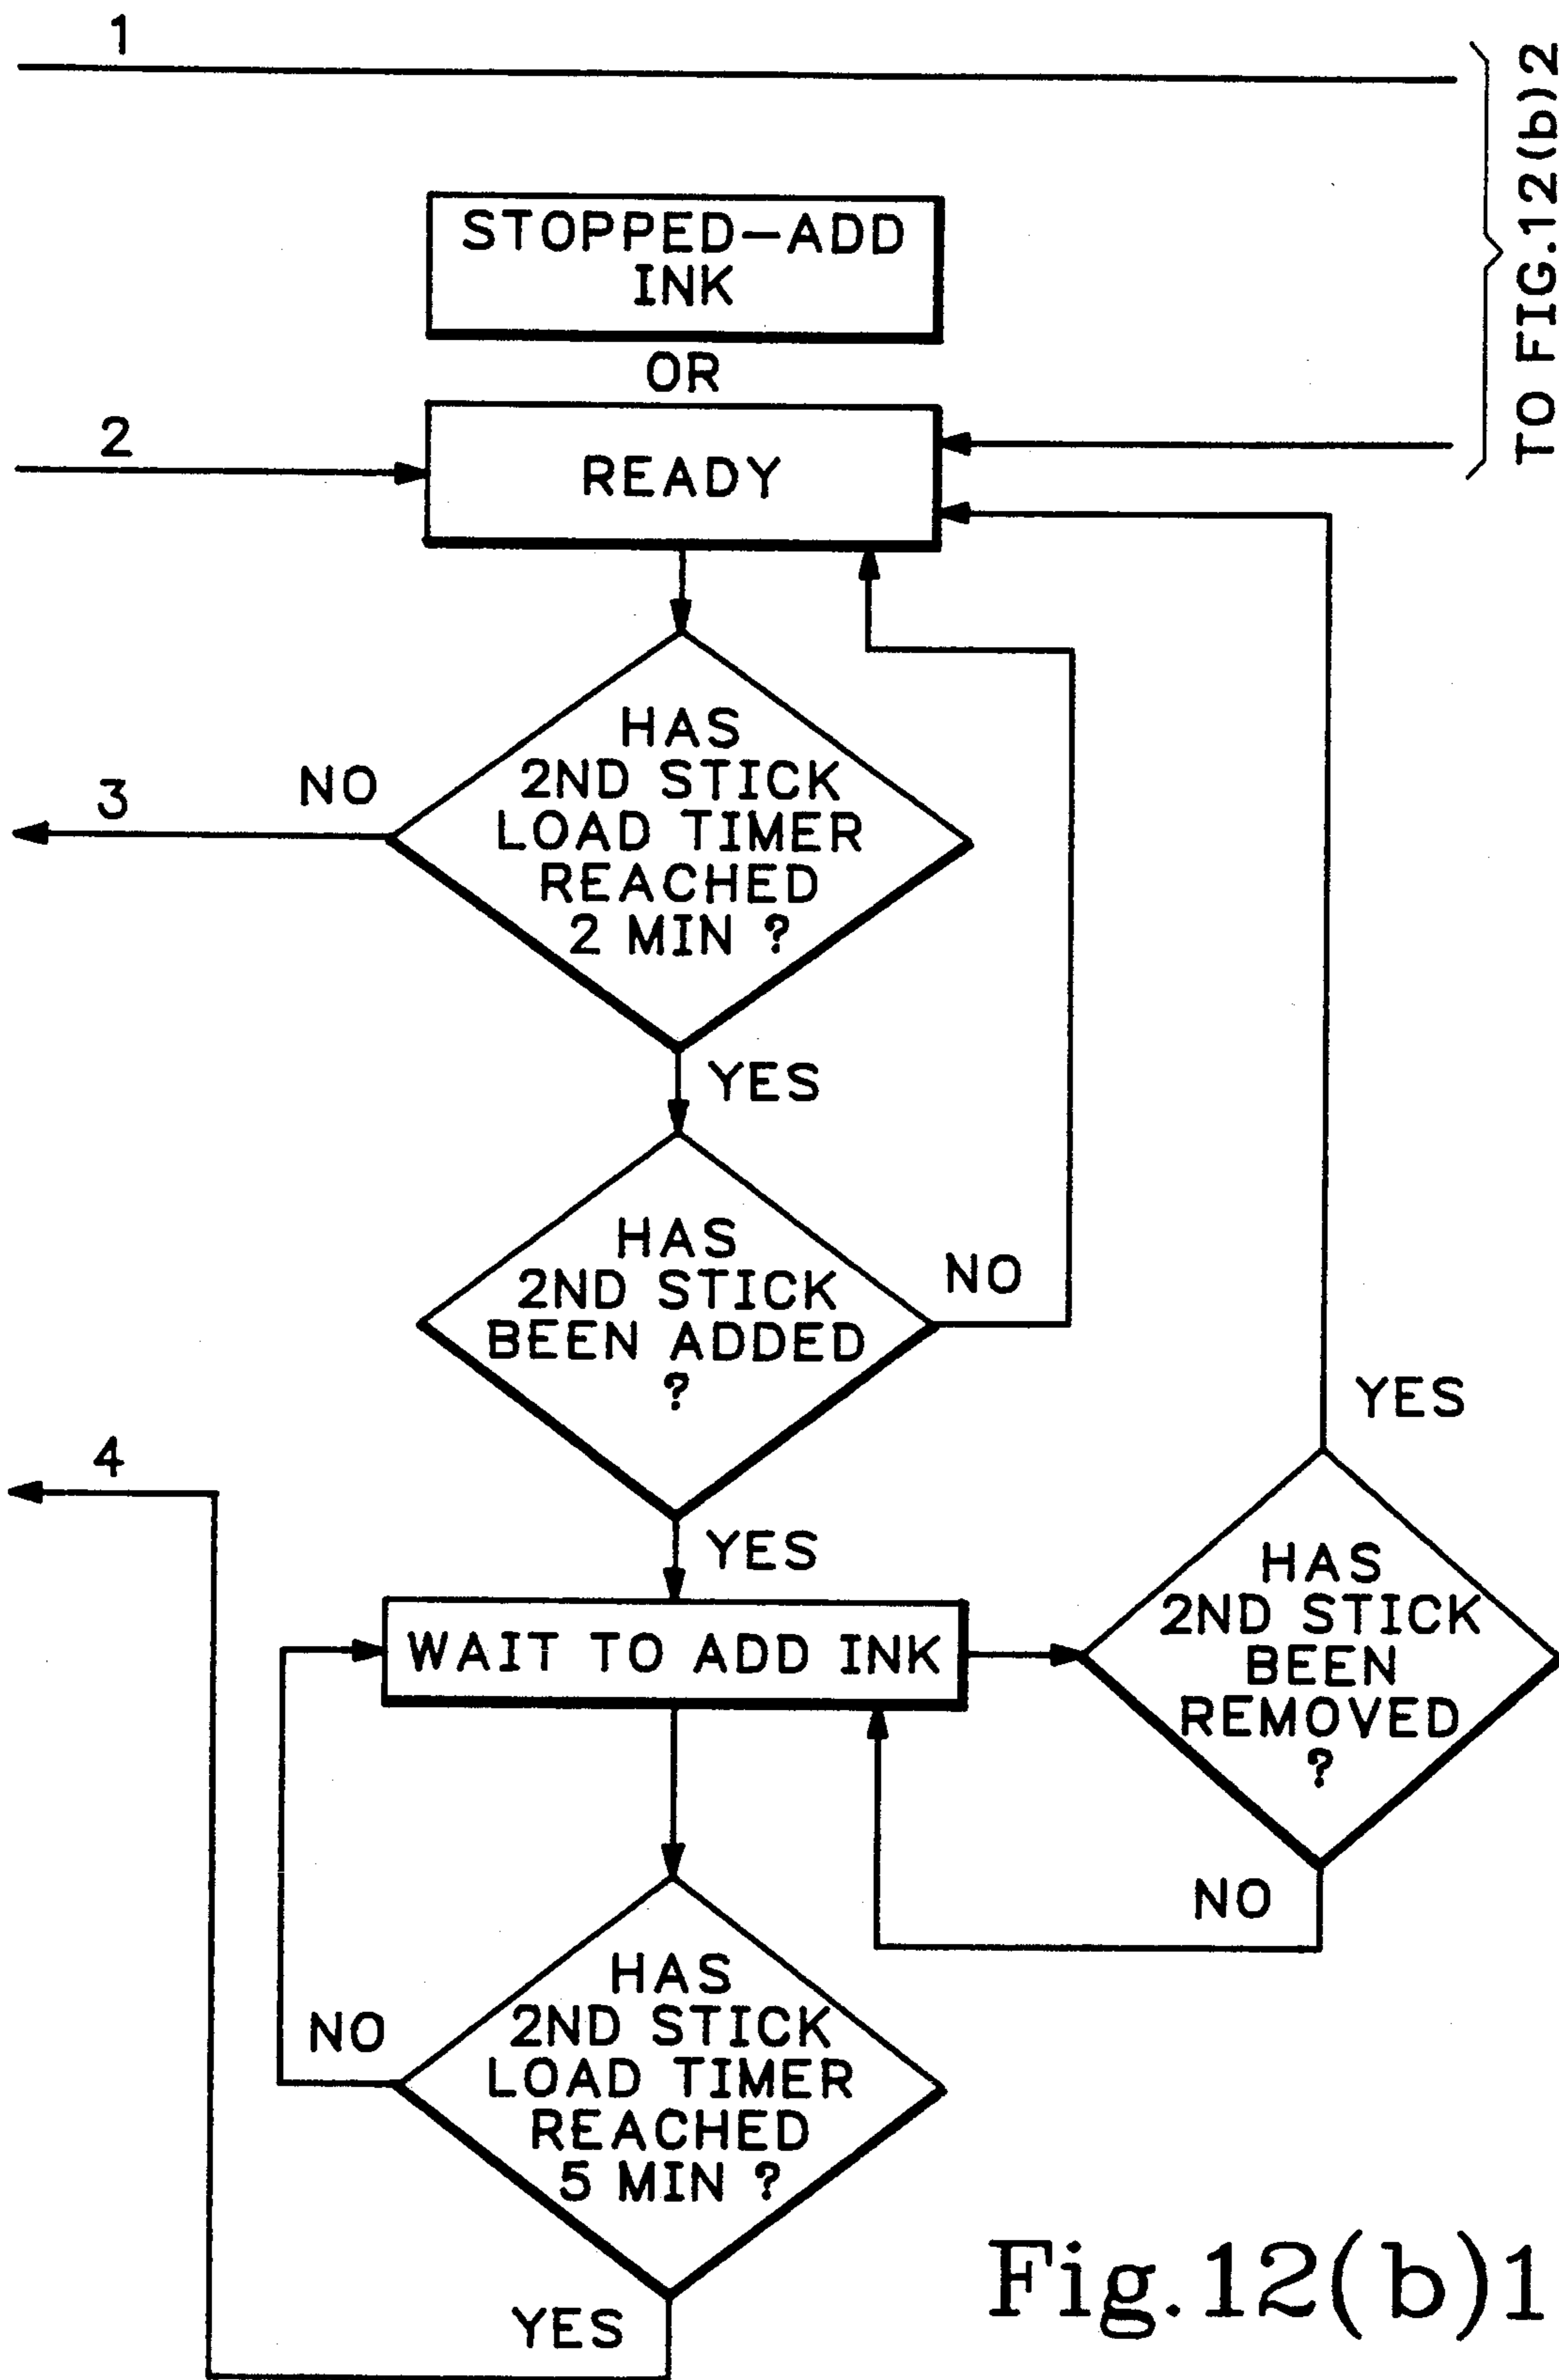 1
TO FIG.12(b)2
STOPPED-ADD
INK
OR
2
READY
HAS
2ND STICK
LOAD TIMER
REACHED
2 MIN ?
NO
3
YES
HAS
2ND STICK
BEEN ADDED
?
NO
YES
4
YES
WAIT TO ADD INK
HAS
2ND STICK
BEEN
REMOVED
?
NO
HAS
2ND STICK
LOAD TIMER
REACHED
5 MIN ?
NO
YES
Fig.12(b)1